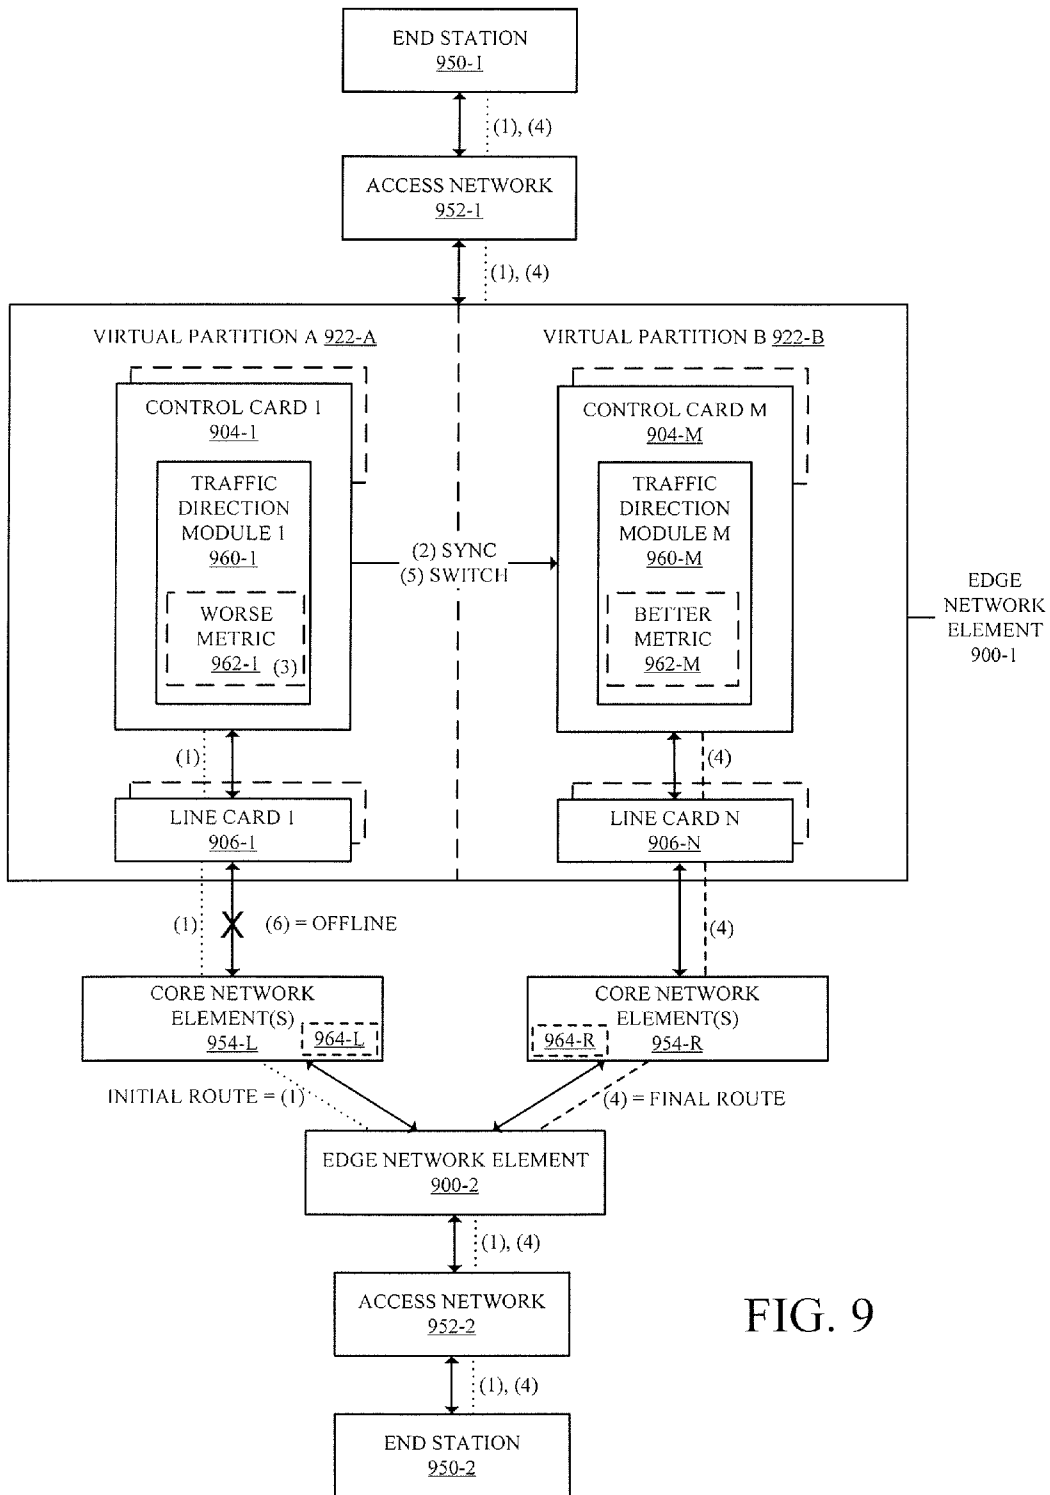 END STATION
950-1
(1), (4)
ACCESS NETWORK
952-1
(1), (4)
VIRTUAL PARTITION A 922-A
VIRTUAL PARTITION B 922-B
CONTROL CARD 1
904-1
TRAFFIC
DIRECTION
MODULE 1
960-1
WORSE
METRIC
962-1
(3)
(2) SYNC
(5) SWITCH
CONTROL CARD M
904-M
TRAFFIC
DIRECTION
MODULE M
960-M
BETTER
METRIC
962-M
EDGE
NETWORK
ELEMENT
900-1
(1)
(4)
LINE CARD 1
906-1
LINE CARD N
906-N
(1)
(6) = OFFLINE
(4)
CORE NETWORK
ELEMENT(S)
954-L
964-L
CORE NETWORK
ELEMENT(S)
964-R
954-R
INITIAL ROUTE = (1)
(4) = FINAL ROUTE
EDGE NETWORK ELEMENT
900-2
(1), (4)
ACCESS NETWORK
952-2
(1), (4)
END STATION
950-2
FIG. 9